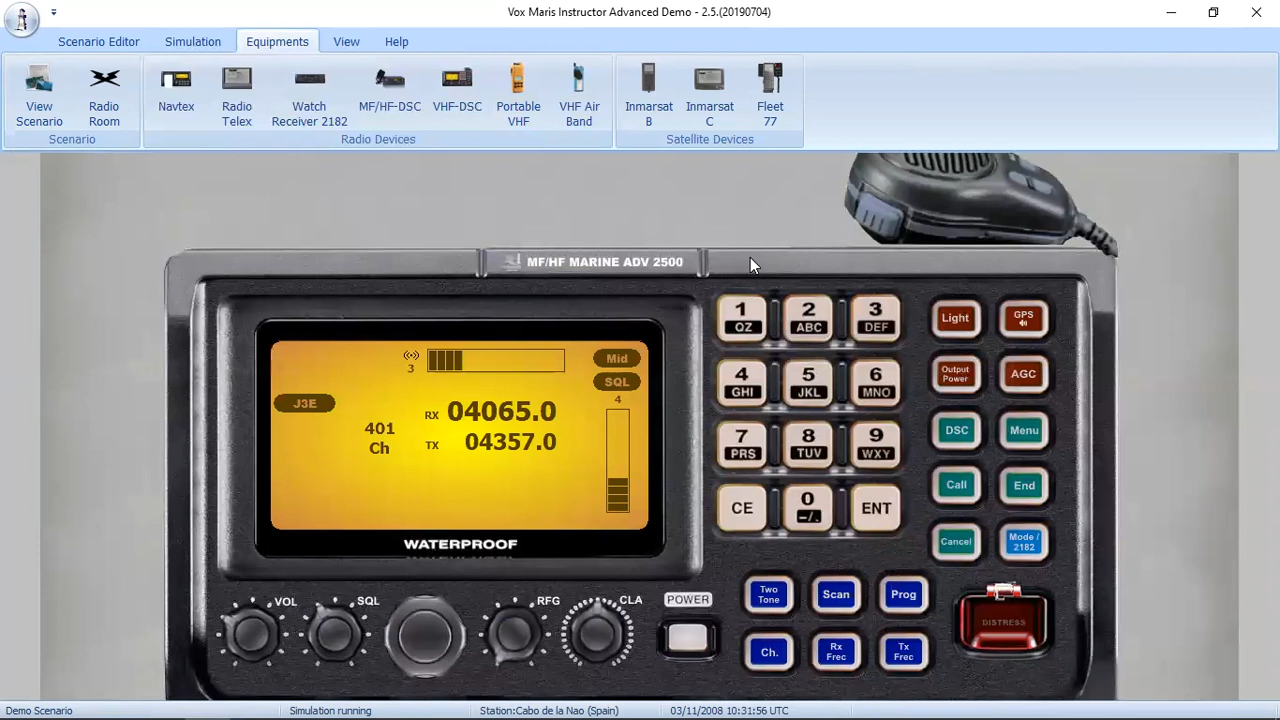 Vox Maris Instructor Advanced Demo - 2.5.(20190704)
Scenario Editor
Simulation
Equipments
View
Help
View Scenario
Radio Room
Navtex
Radio Telex
Watch Receiver 2182
MF/HF-DSC
VHF-DSC
Portable VHF
VHF Air Band
Inmarsat B
Inmarsat C
Fleet 77
Scenario
Radio Devices
Satellite Devices
MF/HF MARINE ADV 2500
3
Mid
SQL
4
J3E
401
Ch
RX 04065.0
TX 04357.0
WATERPROOF
1 QZ
2 ABC
3 DEF
4 GHI
5 JKL
6 MNO
7 PRS
8 TUV
9 WXY
CE
0 –/.
ENT
Light
GPS
Output Power
AGC
DSC
Menu
Call
End
Cancel
Mode / 2182
VOL
SQL
RFG
CLA
POWER
Two Tone
Scan
Prog
Ch.
Rx Frec
Tx Frec
DISTRESS
Demo Scenario
Simulation running
Station:Cabo de la Nao (Spain)
03/11/2008 10:31:56 UTC